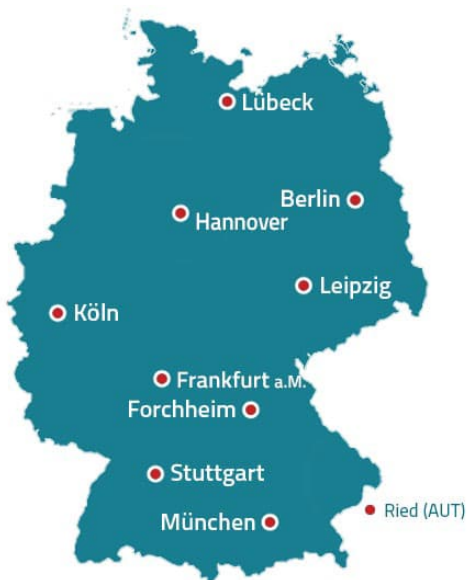 Lübeck
Berlin
Hannover
Leipzig
Köln
Frankfurt a.M.
Forchheim
Stuttgart
Ried (AUT)
München